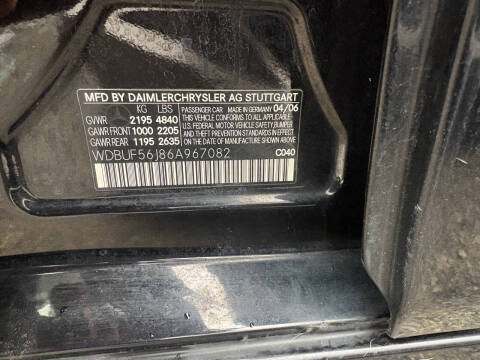 MFD BY DAIMLERCHRYSLER AG STUTTGART
KG LBS PASSENGER CAR MADE IN GERMANY 04/06
GVWR 2195 4840 THIS VEHICLE CONFORMS TO ALL APPLICABLE
GAWR FRONT 1000 2205 U.S. FEDERAL MOTOR VEHICLE SAFETY, BUMPER,
GAWR REAR 1195 2635 AND THEFT PREVENTION STANDARDS IN EFFECT
ON THE DATE OF MANUFACTURE SHOWN ABOVE.
WDBUF56J86A967082 C040